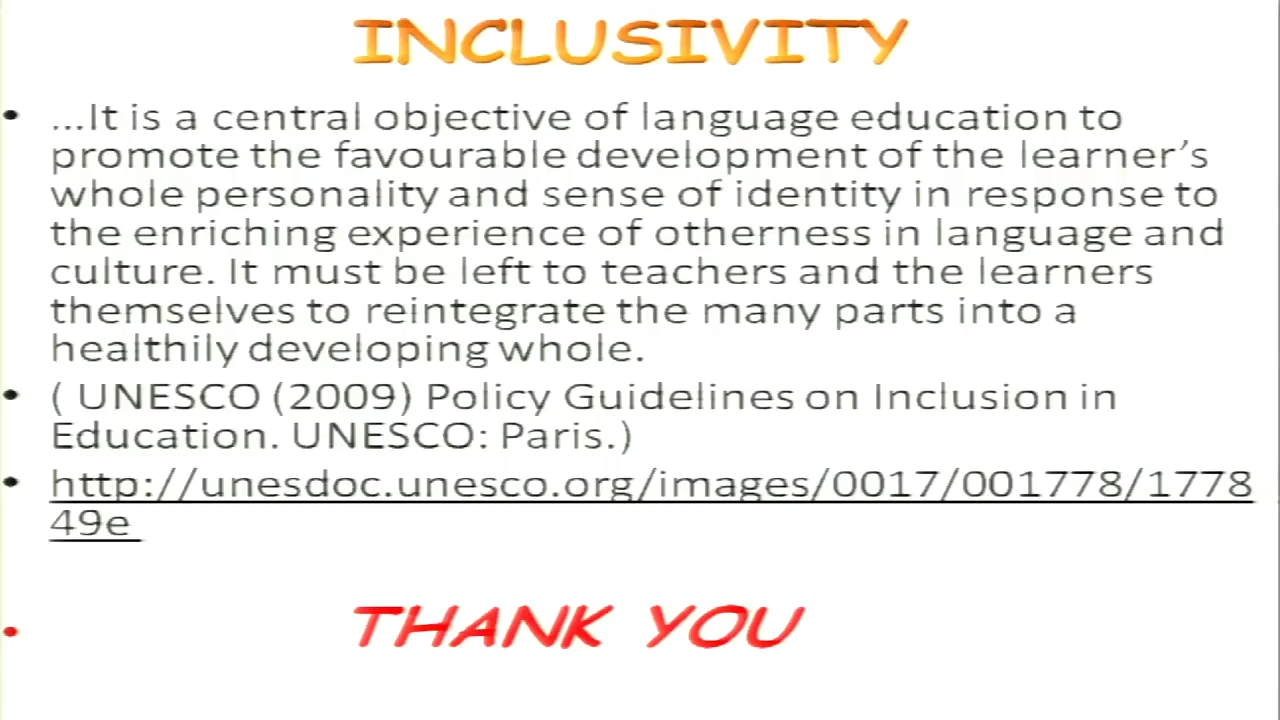 INCLUSIVITY
• ...It is a central objective of language education to
promote the favourable development of the learner's
whole personality and sense of identity in response to
the enriching experience of otherness in language and
culture. It must be left to teachers and the learners
themselves to reintegrate the many parts into a
healthily developing whole.
• ( UNESCO (2009) Policy Guidelines on Inclusion in
Education. UNESCO: Paris.)
• http://unesdoc.unesco.org/images/0017/001778/1778
49e
• THANK YOU